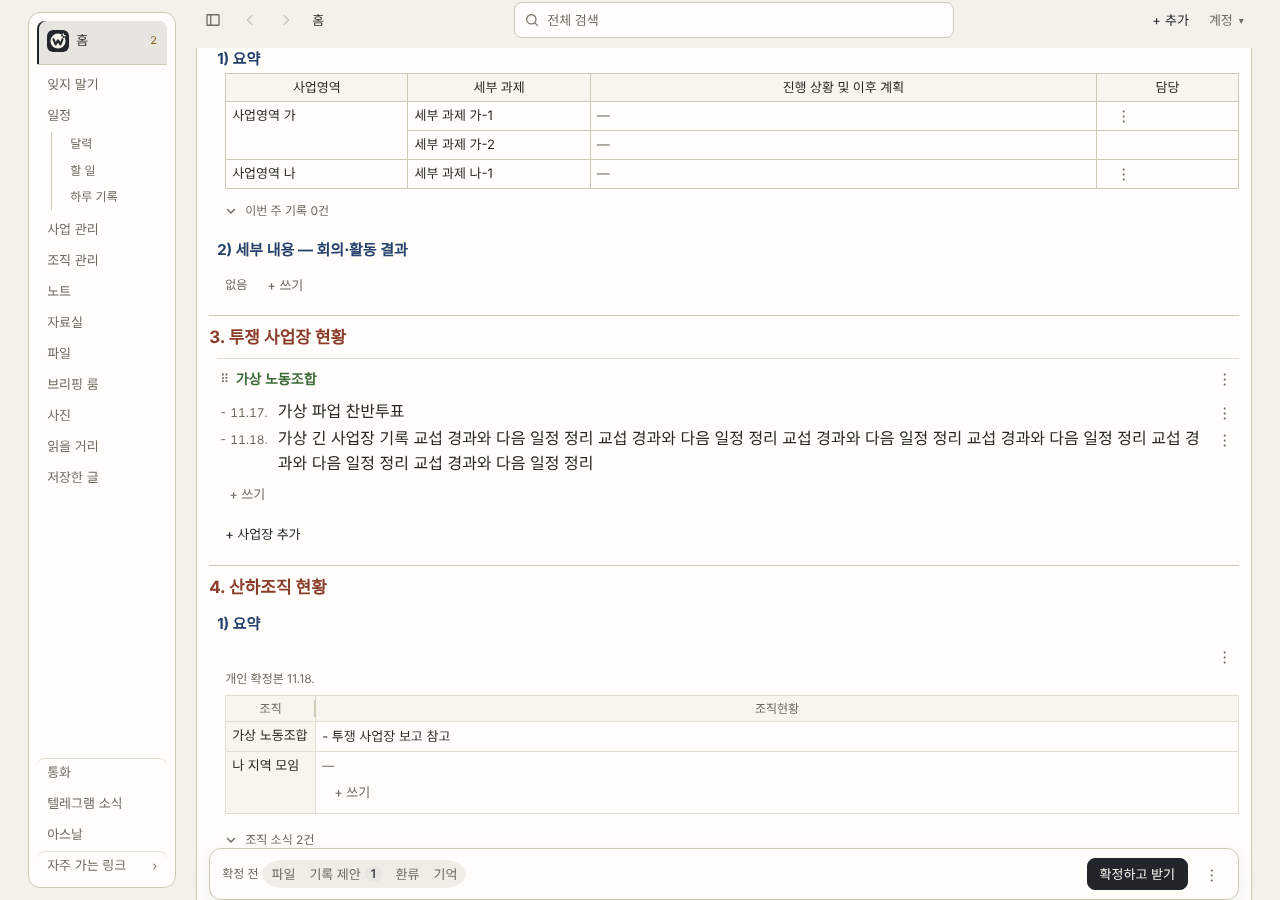 홈 2
잊지 말기
일정
달력
할 일
하루 기록
사업 관리
조직 관리
노트
자료실
파일
브리핑 룸
사진
읽을 거리
저장한 글
통화
텔레그램 소식
아스날
자주 가는 링크 ›
홈
전체 검색
+ 추가
계정 ▾
1) 요약
사업영역 세부 과제 진행 상황 및 이후 계획 담당
사업영역 가 세부 과제 가-1 — ⋮
세부 과제 가-2 —
사업영역 나 세부 과제 나-1 — ⋮
이번 주 기록 0건
2) 세부 내용 — 회의·활동 결과
없음 + 쓰기
3. 투쟁 사업장 현황
가상 노동조합
- 11.17. 가상 파업 찬반투표
- 11.18. 가상 긴 사업장 기록 교섭 경과와 다음 일정 정리 교섭 경과와 다음 일정 정리 교섭 경과와 다음 일정 정리 교섭 경과와 다음 일정 정리 교섭 경
과와 다음 일정 정리 교섭 경과와 다음 일정 정리
+ 쓰기
+ 사업장 추가
4. 산하조직 현황
1) 요약
개인 확정본 11.18.
조직 조직현황
가상 노동조합 - 투쟁 사업장 보고 참고
나 지역 모임 —
+ 쓰기
조직 소식 2건
확정 전 파일 기록 제안 1 환류 기억
확정하고 받기